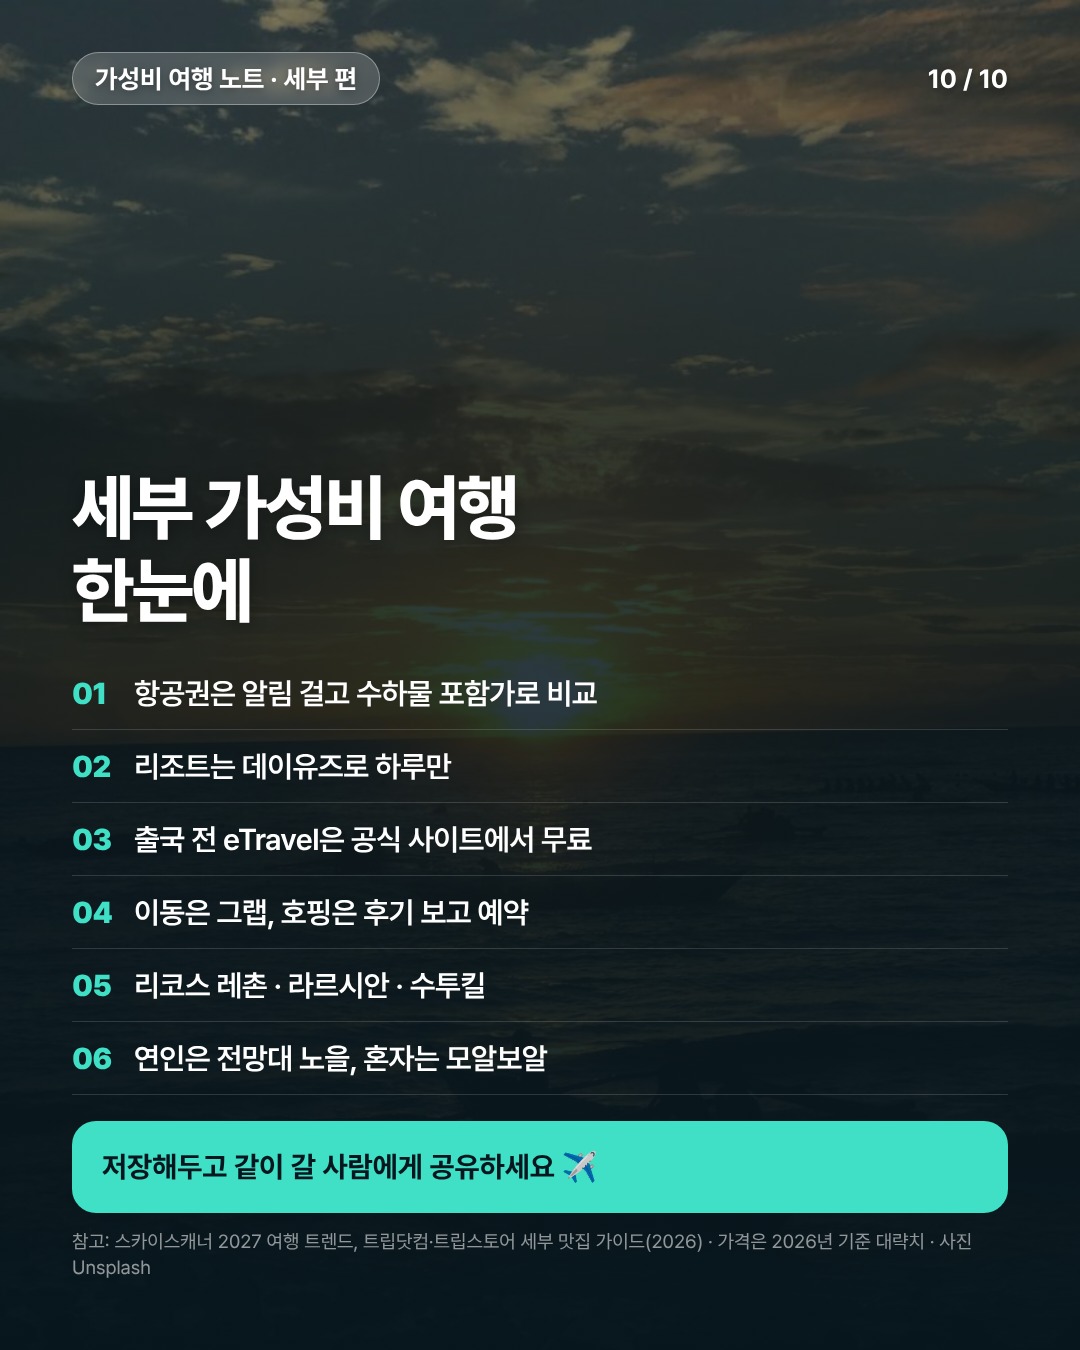 가성비 여행 노트 · 세부 편
10 / 10
세부 가성비 여행
한눈에
01 항공권은 알림 걸고 수하물 포함가로 비교
02 리조트는 데이유즈로 하루만
03 출국 전 eTravel은 공식 사이트에서 무료
04 이동은 그랩, 호핑은 후기 보고 예약
05 리코스 레촌 · 라르시안 · 수투킬
06 연인은 전망대 노을, 혼자는 모알보알
저장해두고 같이 갈 사람에게 공유하세요 ✈️
참고: 스카이스캐너 2027 여행 트렌드, 트립닷컴·트립스토어 세부 맛집 가이드(2026) · 가격은 2026년 기준 대략치 · 사진
Unsplash